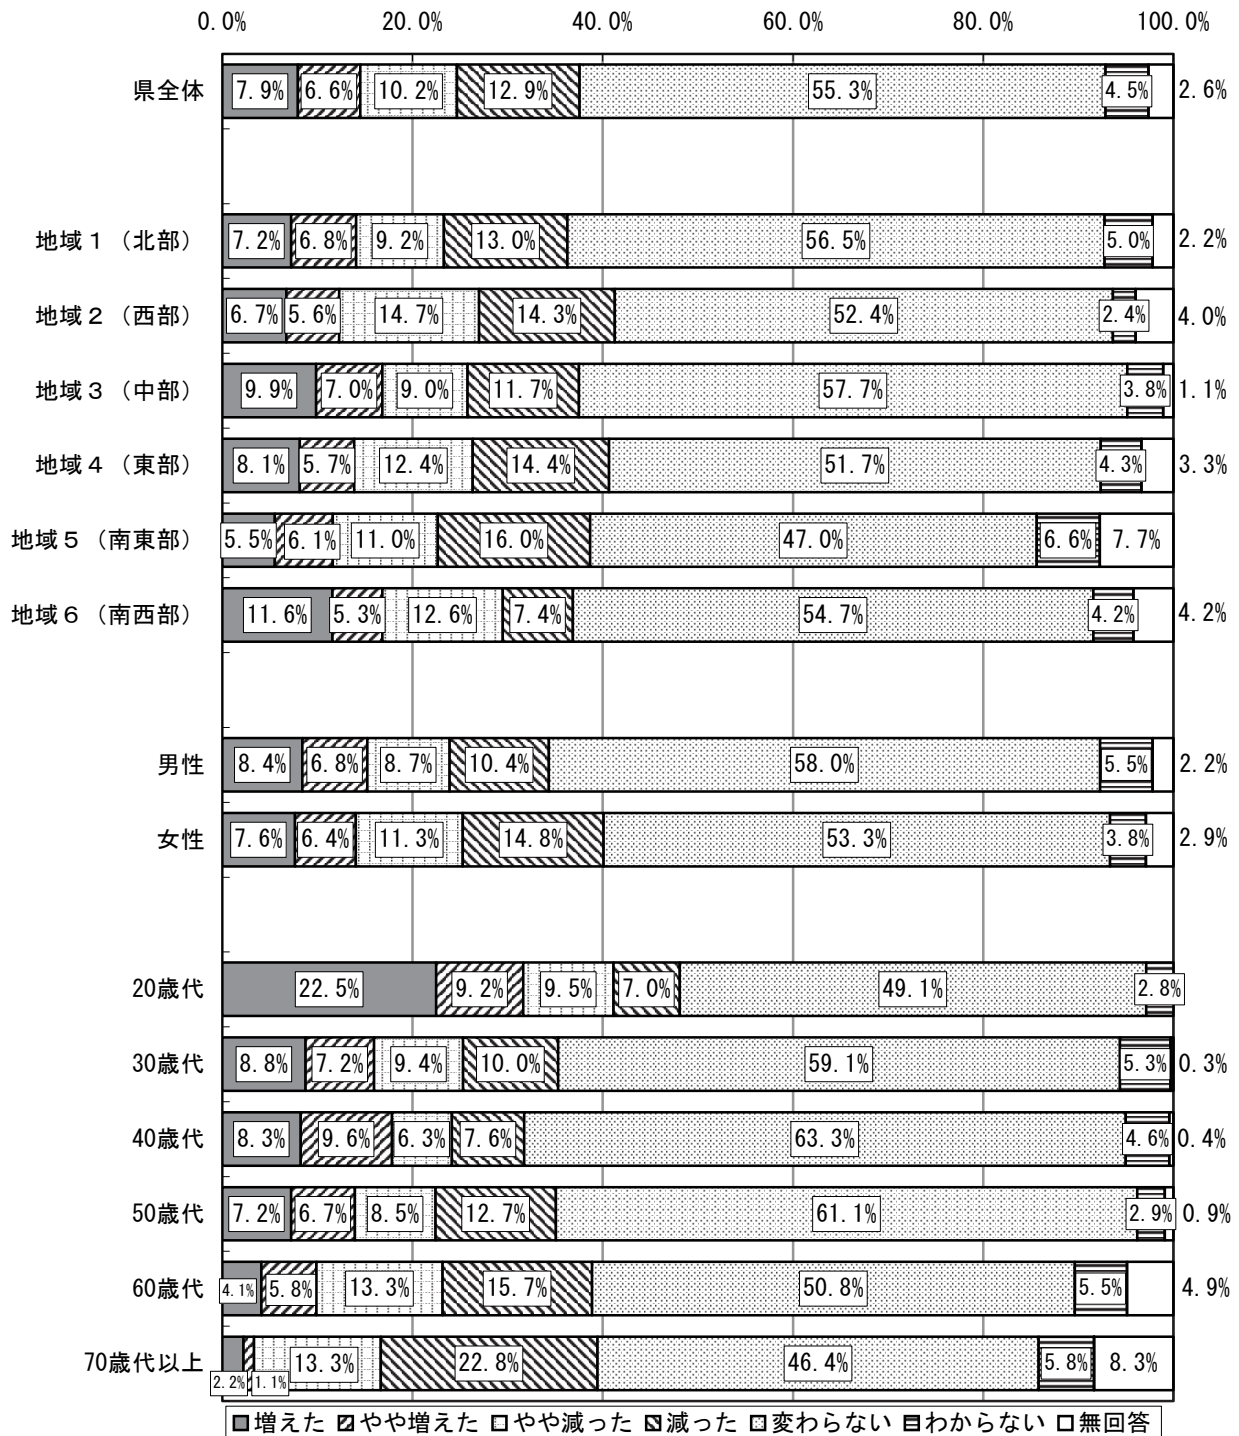 0.0% 20.0% 40.0% 60.0% 80.0% 100.0%
県全体 7.9% 6.6% 10.2% 12.9% 55.3% 4.5% 2.6%
地域1（北部） 7.2% 6.8% 9.2% 13.0% 56.5% 5.0% 2.2%
地域2（西部） 6.7% 5.6% 14.7% 14.3% 52.4% 2.4% 4.0%
地域3（中部） 9.9% 7.0% 9.0% 11.7% 57.7% 3.8% 1.1%
地域4（東部） 8.1% 5.7% 12.4% 14.4% 51.7% 4.3% 3.3%
地域5（南東部） 5.5% 6.1% 11.0% 16.0% 47.0% 6.6% 7.7%
地域6（南西部） 11.6% 5.3% 12.6% 7.4% 54.7% 4.2% 4.2%
男性 8.4% 6.8% 8.7% 10.4% 58.0% 5.5% 2.2%
女性 7.6% 6.4% 11.3% 14.8% 53.3% 3.8% 2.9%
20歳代 22.5% 9.2% 9.5% 7.0% 49.1% 2.8%
30歳代 8.8% 7.2% 9.4% 10.0% 59.1% 5.3% 0.3%
40歳代 8.3% 9.6% 6.3% 7.6% 63.3% 4.6% 0.4%
50歳代 7.2% 6.7% 8.5% 12.7% 61.1% 2.9% 0.9%
60歳代 4.1% 5.8% 13.3% 15.7% 50.8% 5.5% 4.9%
70歳代以上 2.2% 1.1% 13.3% 22.8% 46.4% 5.8% 8.3%
増えた やや増えた やや減った 減った 変わらない わからない 無回答